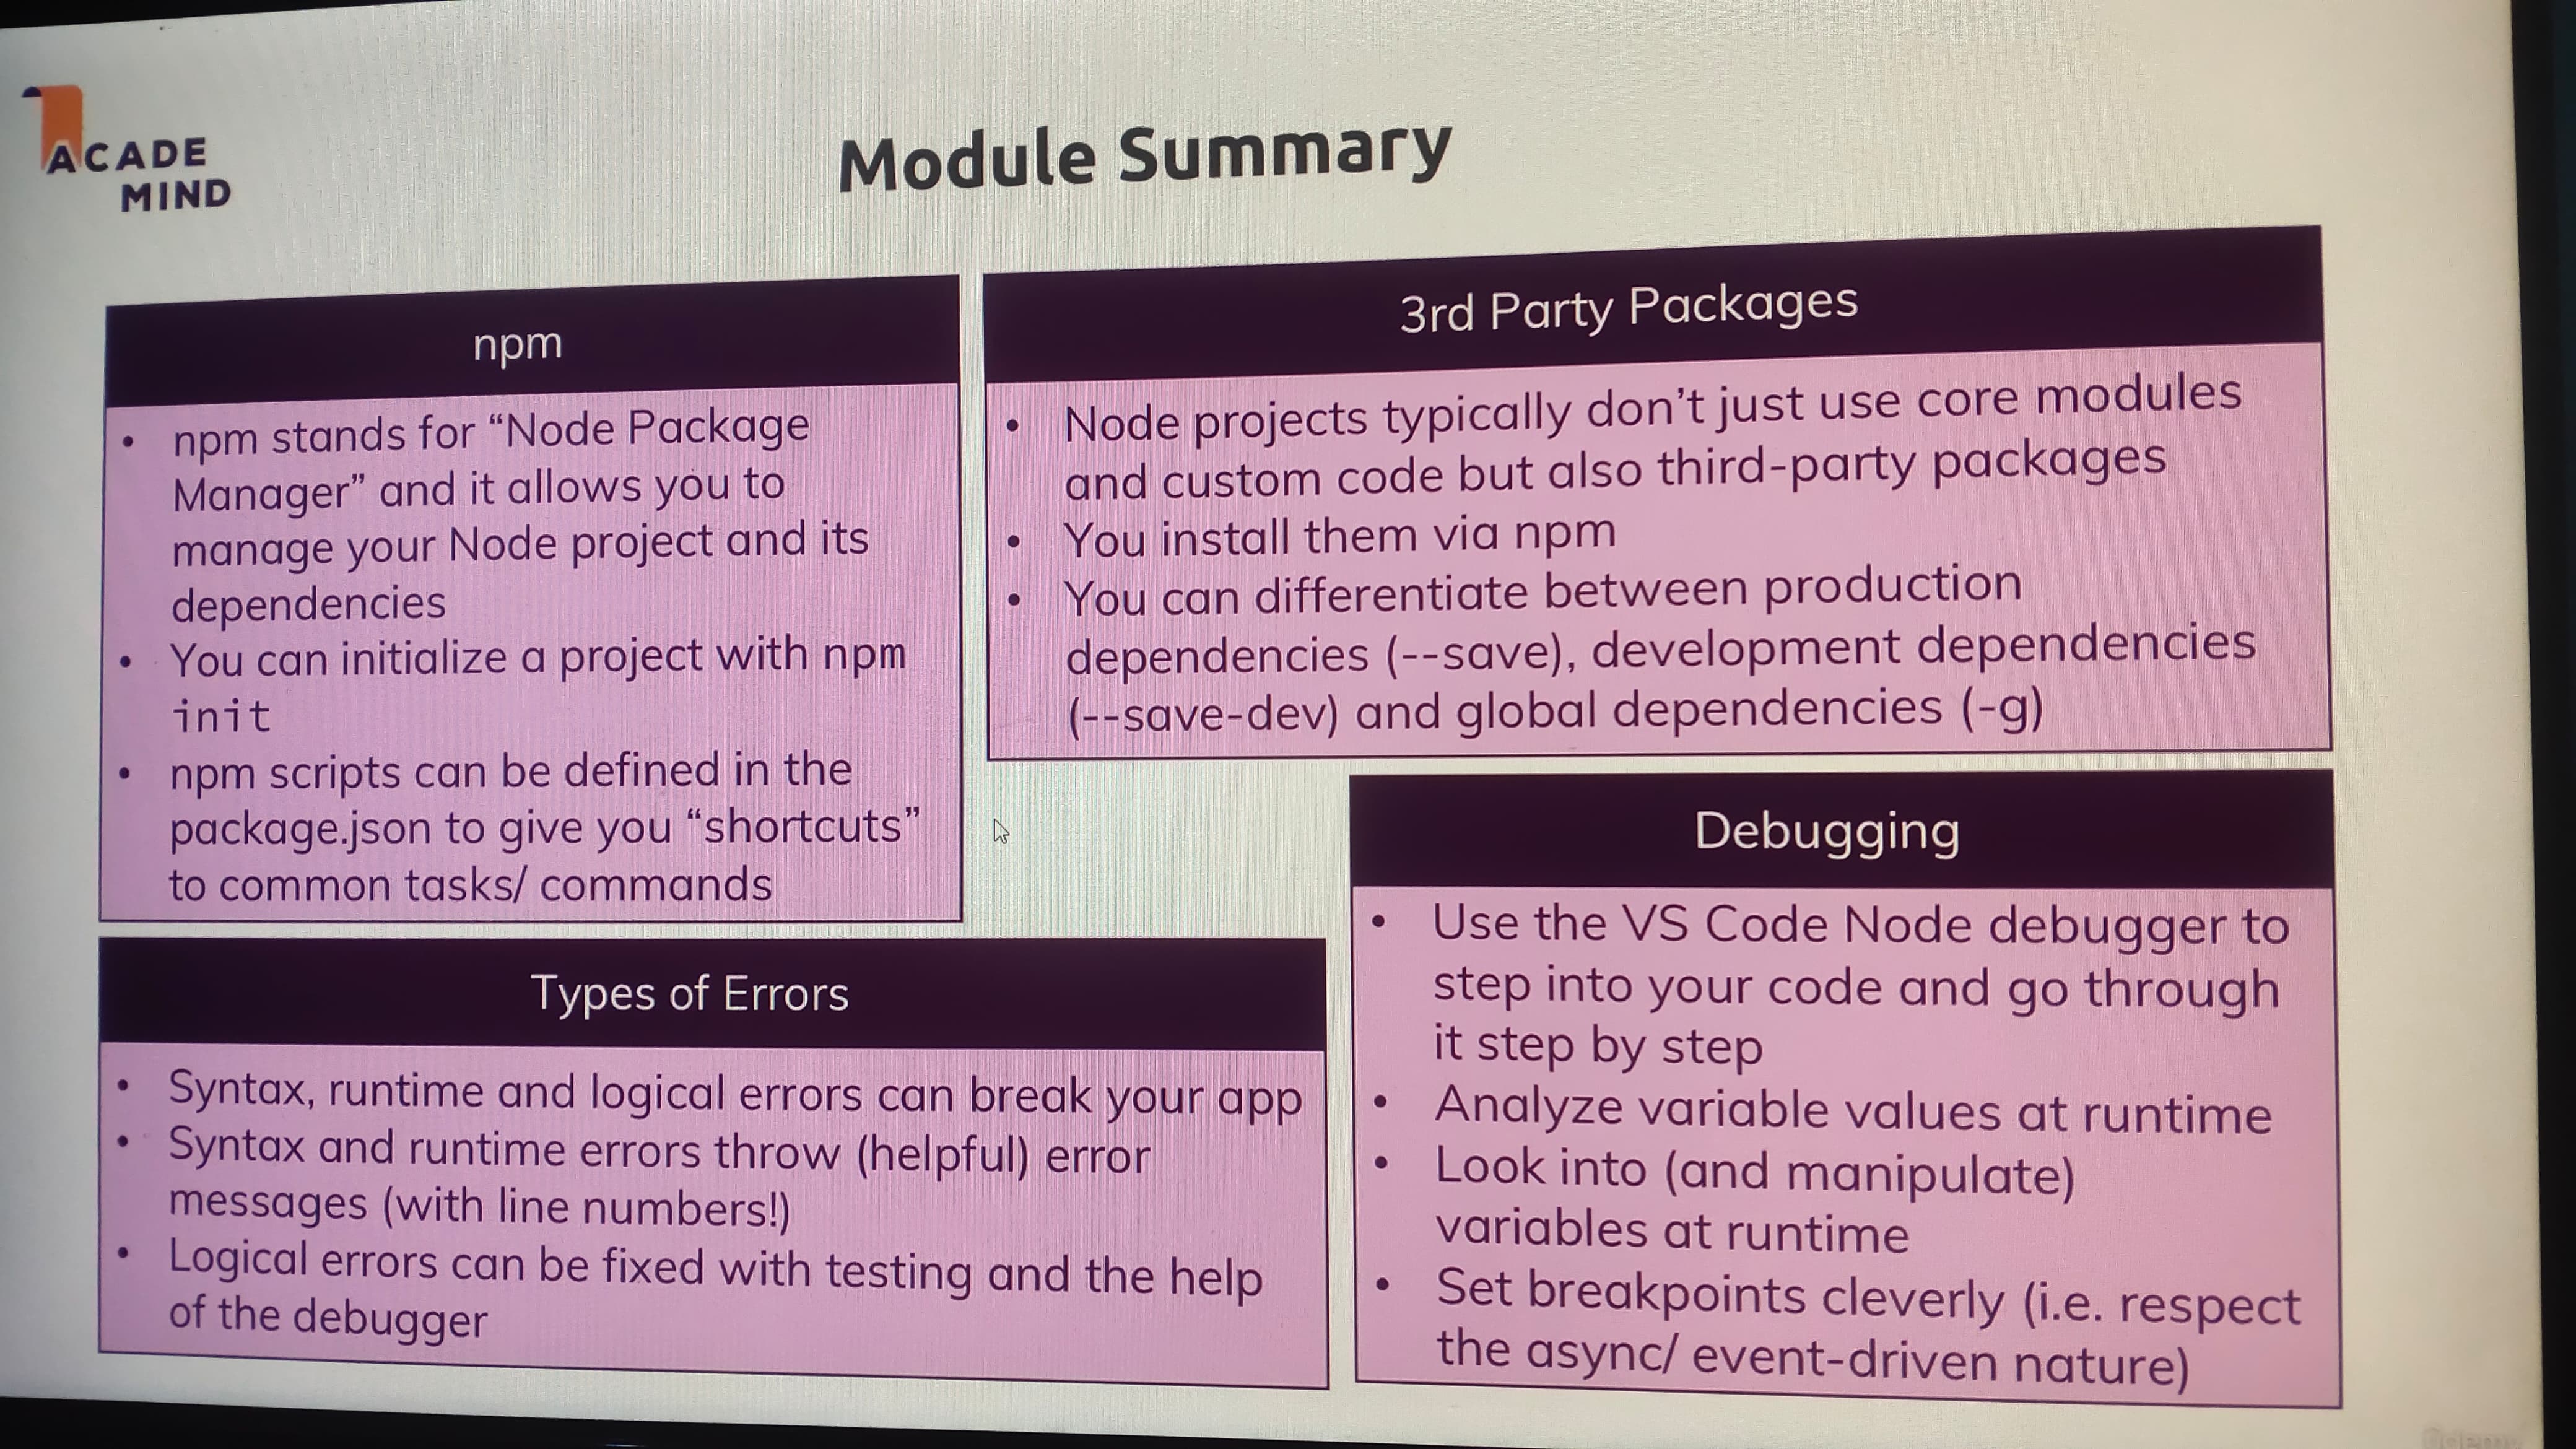 ACADE
MIND
Module Summary
npm
• npm stands for “Node Package
Manager” and it allows you to
manage your Node project and its
dependencies
• You can initialize a project with npm
init
• npm scripts can be defined in the
package.json to give you “shortcuts”
to common tasks/ commands
3rd Party Packages
• Node projects typically don’t just use core modules
and custom code but also third-party packages
• You install them via npm
• You can differentiate between production
dependencies (--save), development dependencies
(--save-dev) and global dependencies (-g)
Types of Errors
• Syntax, runtime and logical errors can break your app
• Syntax and runtime errors throw (helpful) error
messages (with line numbers!)
• Logical errors can be fixed with testing and the help
of the debugger
Debugging
• Use the VS Code Node debugger to
step into your code and go through
it step by step
• Analyze variable values at runtime
• Look into (and manipulate)
variables at runtime
• Set breakpoints cleverly (i.e. respect
the async/ event-driven nature)